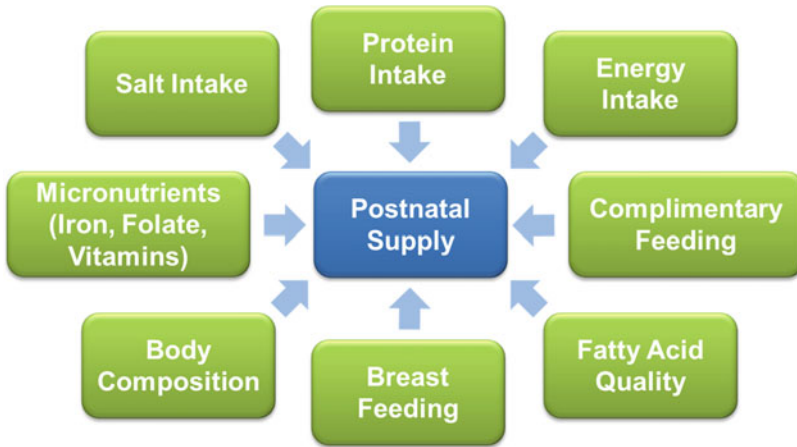 Salt Intake
Protein
Intake
Energy
Intake
Micronutrients
(Iron, Folate,
Vitamins)
Postnatal
Supply
Complimentary
Feeding
Body
Composition
Breast
Feeding
Fatty Acid
Quality